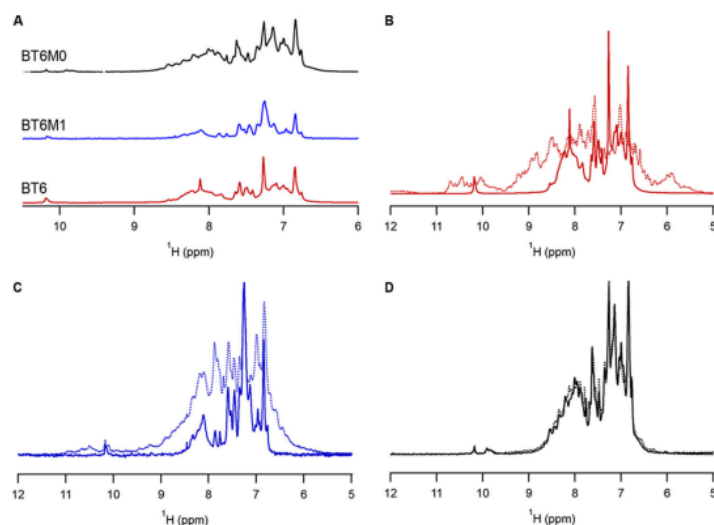 A
BT6M0
BT6M1
BT6
10 9 8 7 6
¹H (ppm)
B
12 11 10 9 8 7 6 5
¹H (ppm)
C
12 11 10 9 8 7 6 5
¹H (ppm)
D
12 11 10 9 8 7 6 5
¹H (ppm)